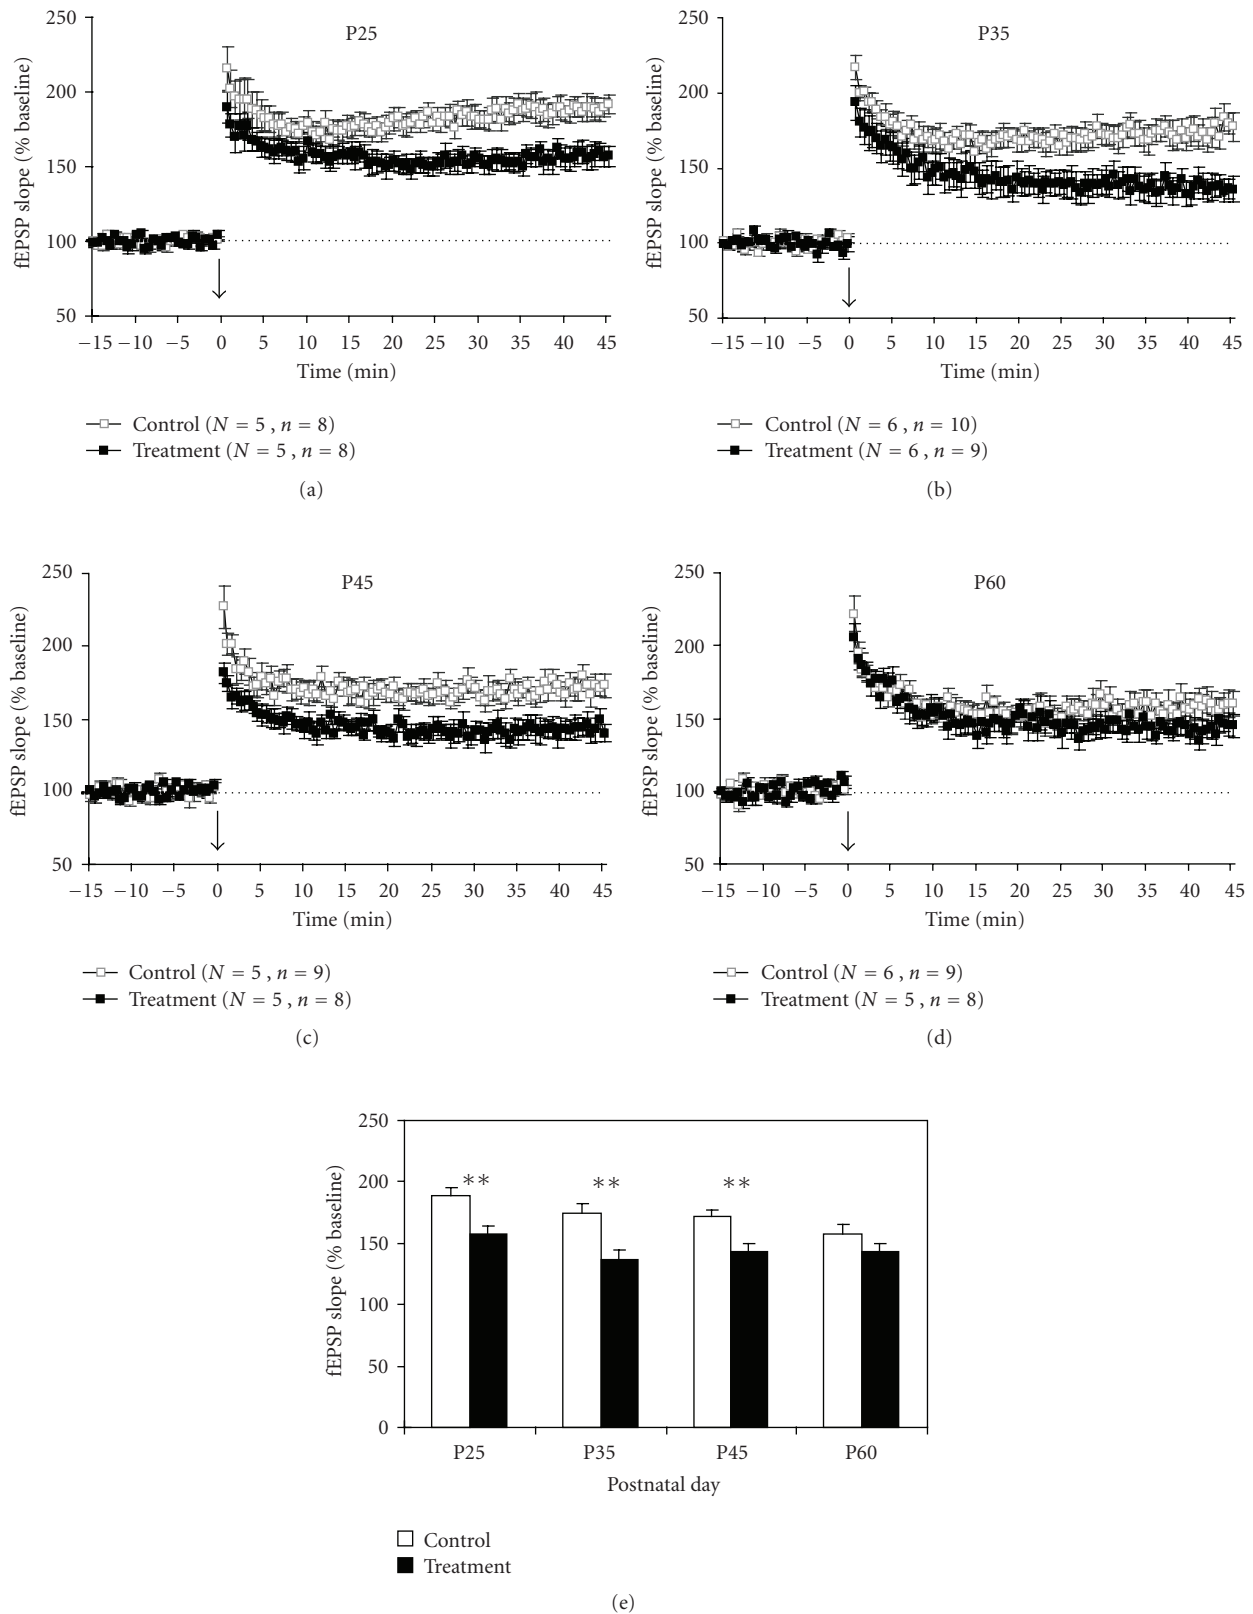 P25
fEPSP slope (% baseline)
250
200
150
100
50
−15 −10 −5 0 5 10 15 20 25 30 35 40 45
Time (min)
Control (N = 5 , n = 8)
Treatment (N = 5 , n = 8)
(a)
P35
fEPSP slope (% baseline)
250
200
150
100
50
−15 −10 −5 0 5 10 15 20 25 30 35 40 45
Time (min)
Control (N = 6 , n = 10)
Treatment (N = 6 , n = 9)
(b)
P45
fEPSP slope (% baseline)
250
200
150
100
50
−15 −10 −5 0 5 10 15 20 25 30 35 40 45
Time (min)
Control (N = 5 , n = 9)
Treatment (N = 5 , n = 8)
(c)
P60
fEPSP slope (% baseline)
250
200
150
100
50
−15 −10 −5 0 5 10 15 20 25 30 35 40 45
Time (min)
Control (N = 6 , n = 9)
Treatment (N = 5 , n = 8)
(d)
fEPSP slope (% baseline)
250
200
150
100
50
0
** ** **
P25 P35 P45 P60
Postnatal day
Control
Treatment
(e)